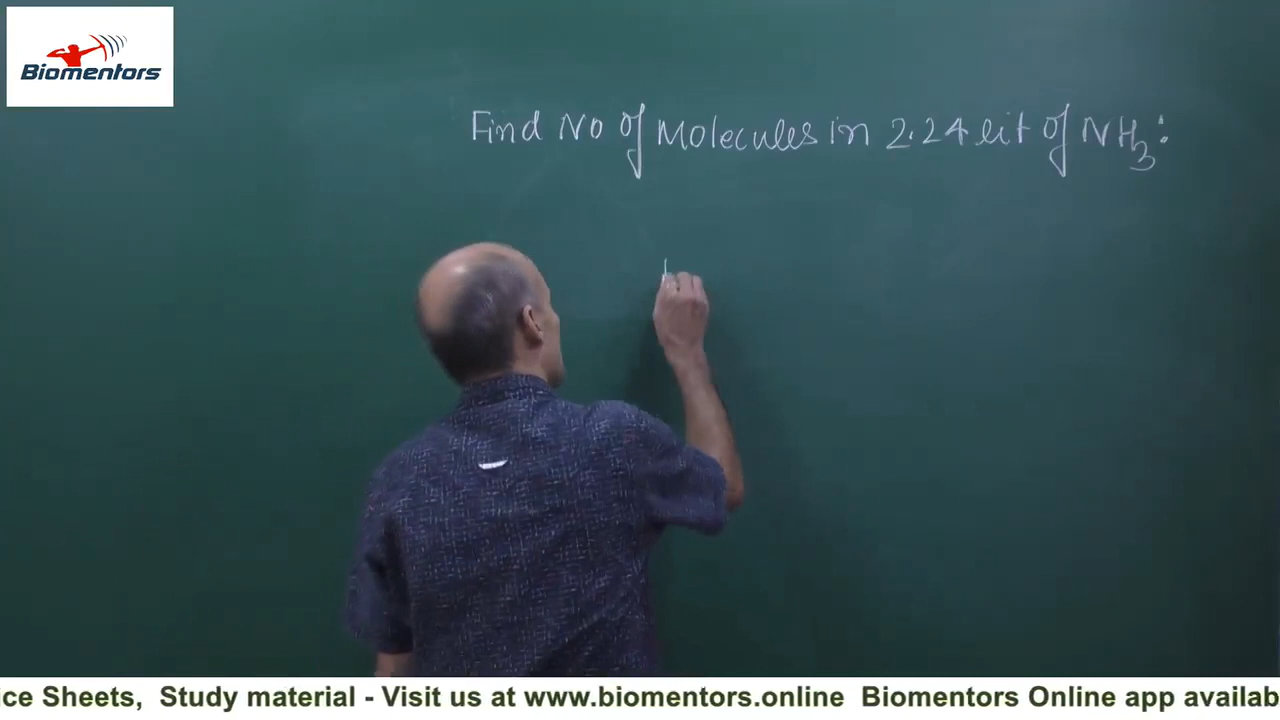 Biomentors
Find No of Molecules in 2.24 lit of NH3:
ice Sheets, Study material - Visit us at www.biomentors.online Biomentors Online app availab